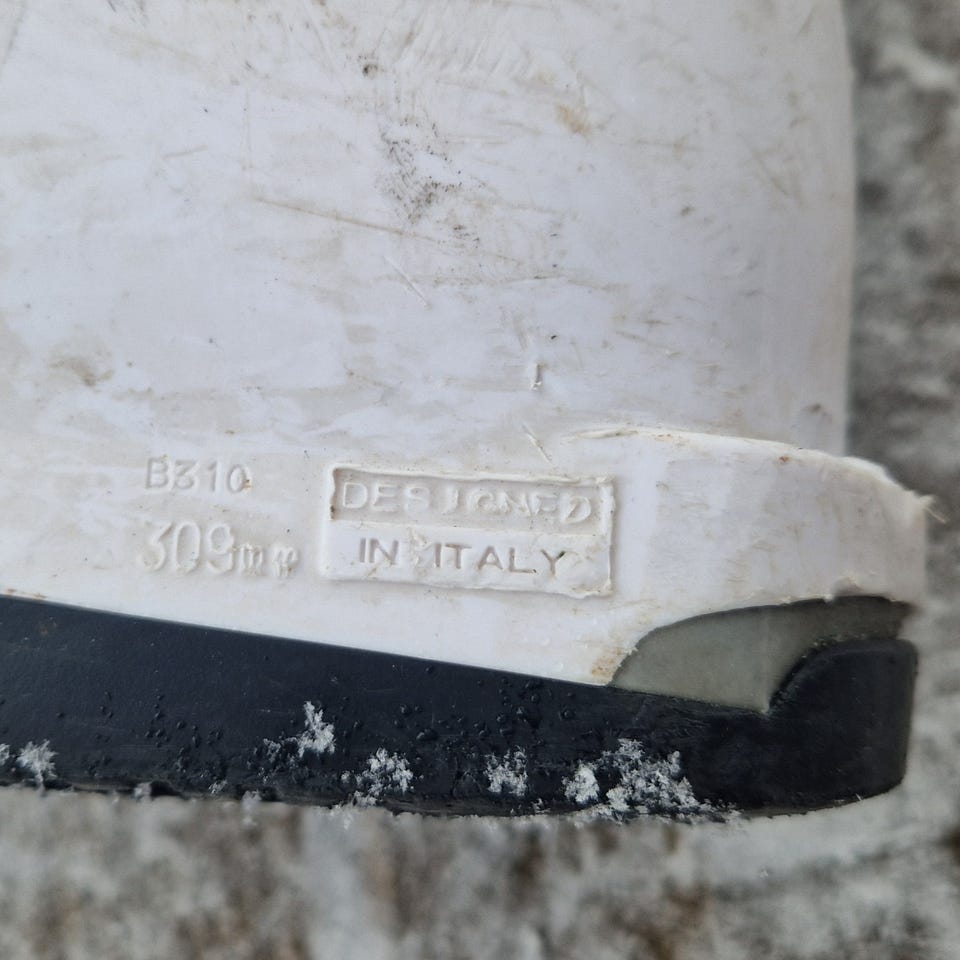 B310
309mm
DESIGNED
IN ITALY